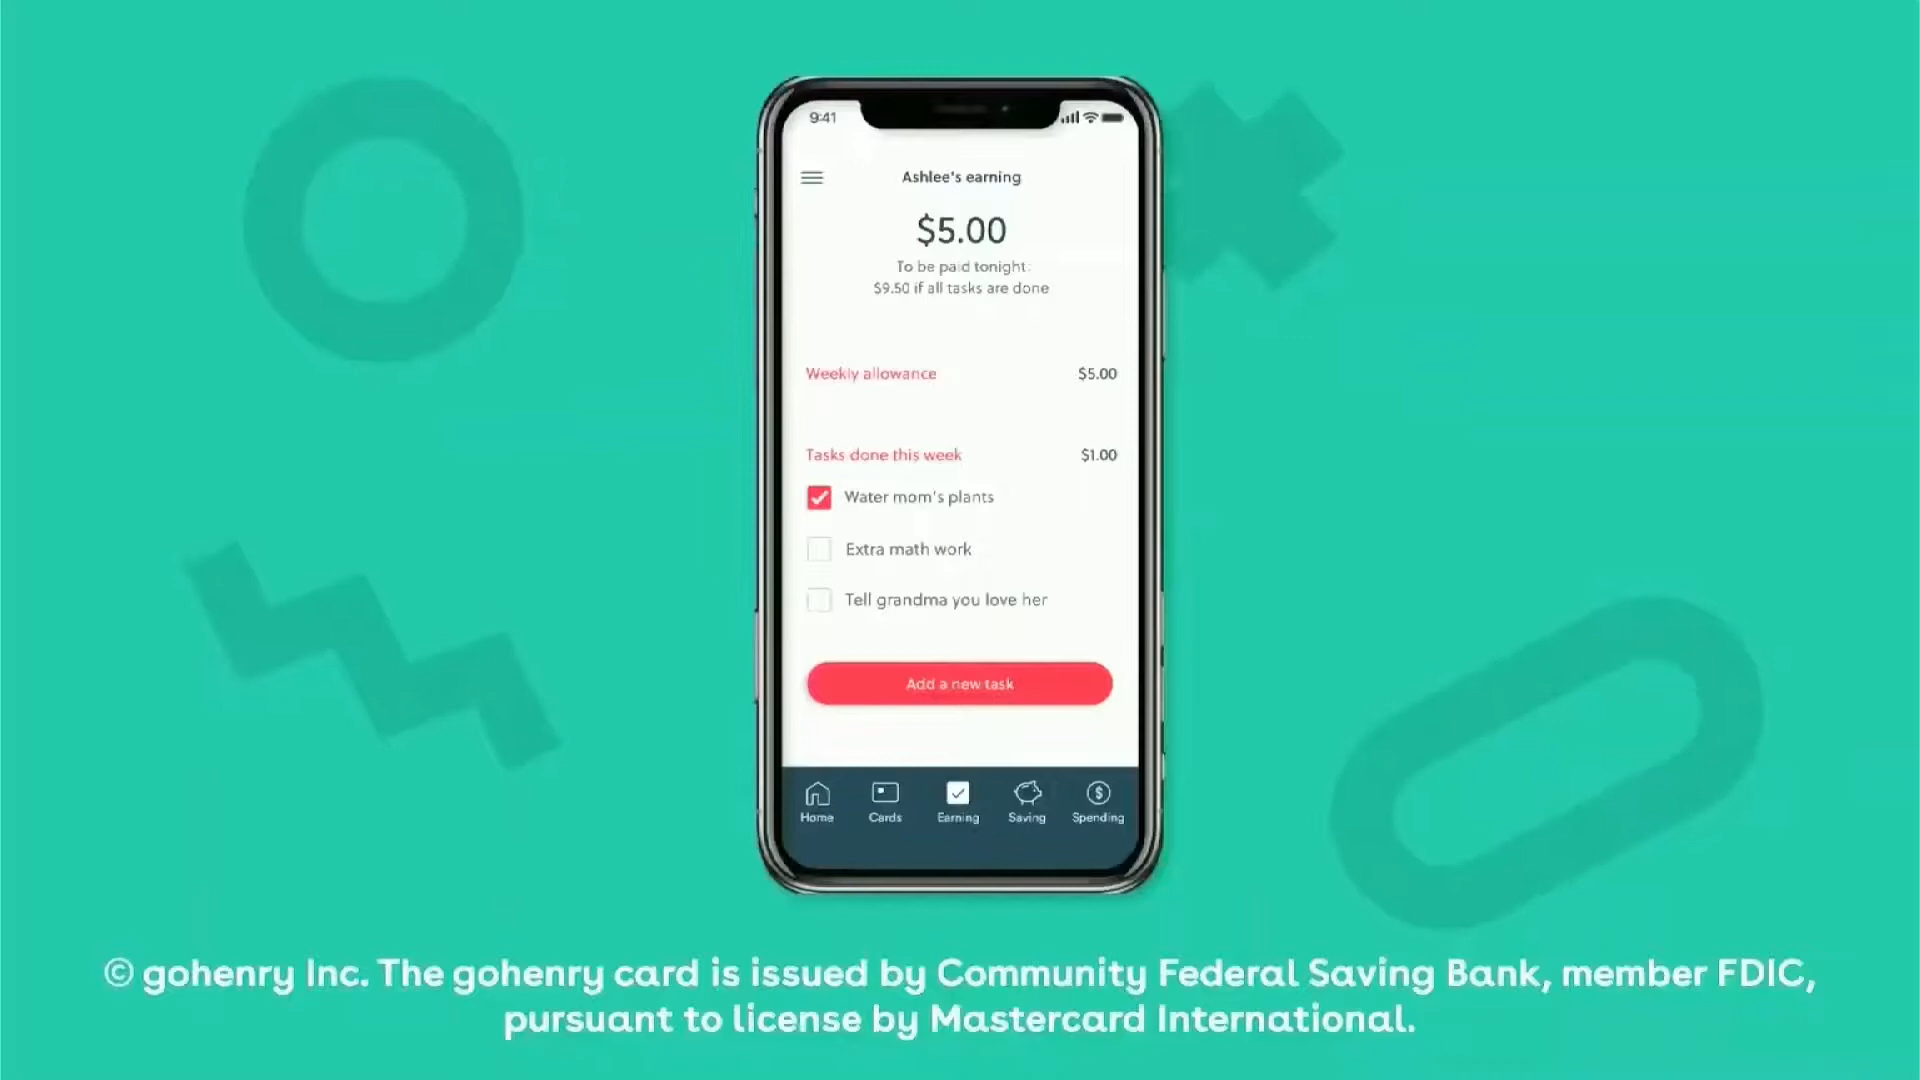 9:41
Ashlee's earning
$5.00
To be paid tonight:
$9.50 if all tasks are done
Weekly allowance $5.00
Tasks done this week $1.00
Water mom's plants
Extra math work
Tell grandma you love her
Add a new task
Home Cards Earning Saving Spending
© gohenry Inc. The gohenry card is issued by Community Federal Saving Bank, member FDIC,
pursuant to license by Mastercard International.